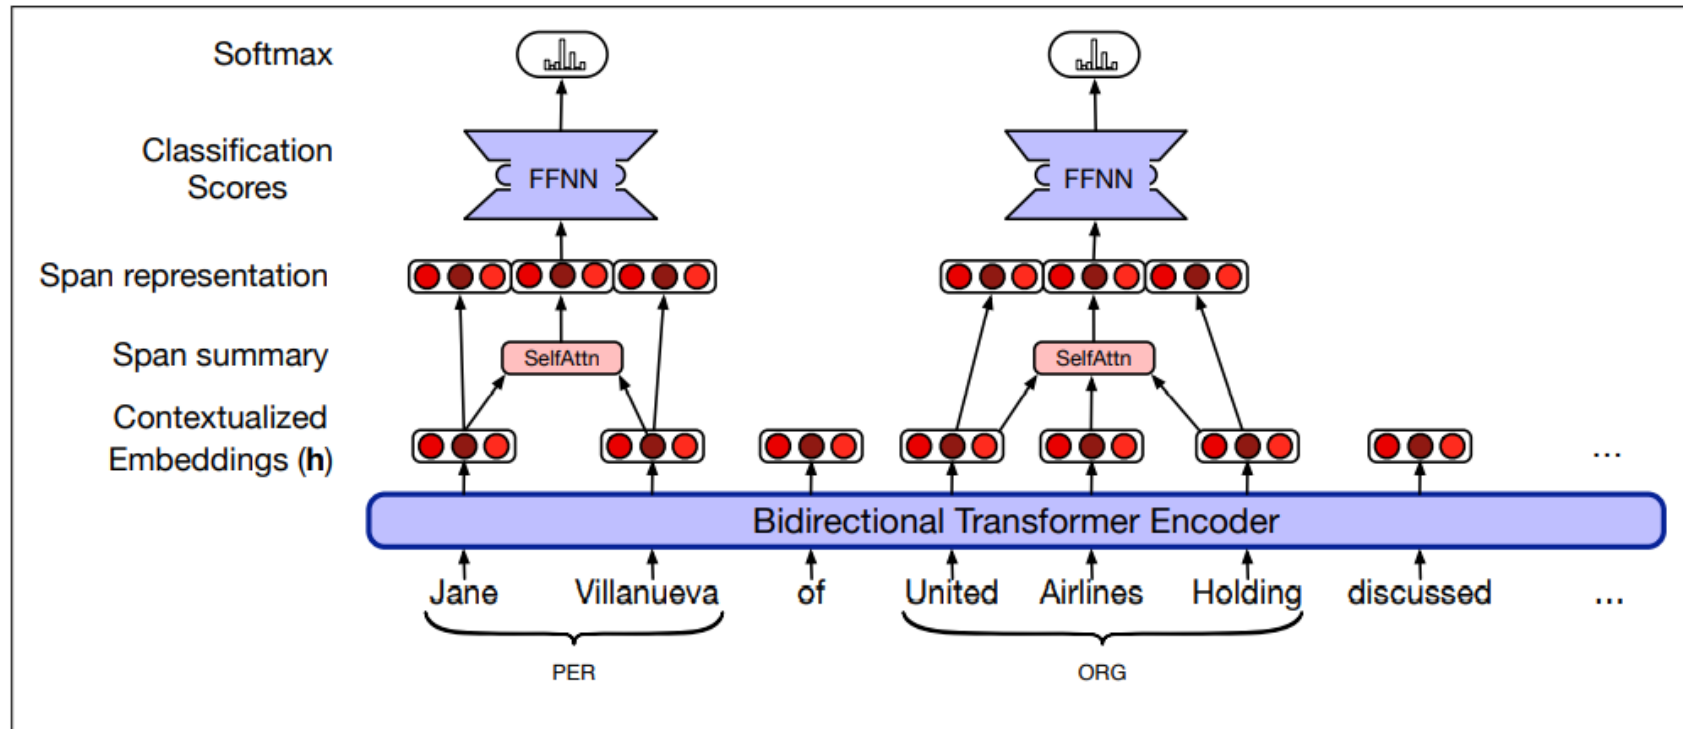 Softmax
Classification
Scores
FFNN
FFNN
Span representation
Span summary
SelfAttn
SelfAttn
Contextualized
Embeddings (h)
...
Bidirectional Transformer Encoder
Jane Villanueva of United Airlines Holding discussed ...
PER
ORG